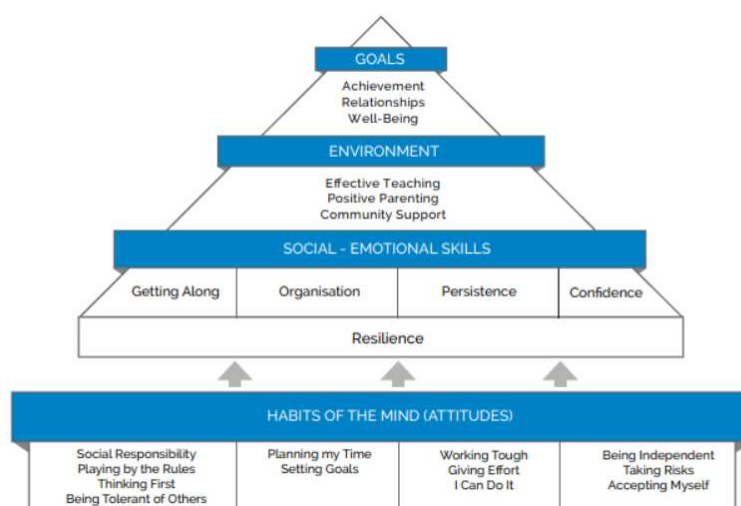 GOALS
Achievement
Relationships
Well-Being
ENVIRONMENT
Effective Teaching
Positive Parenting
Community Support
SOCIAL - EMOTIONAL SKILLS
Getting Along
Organisation
Persistence
Confidence
Resilience
HABITS OF THE MIND (ATTITUDES)
Social Responsibility
Playing by the Rules
Thinking First
Being Tolerant of Others
Planning my Time
Setting Goals
Working Tough
Giving Effort
I Can Do It
Being Independent
Taking Risks
Accepting Myself